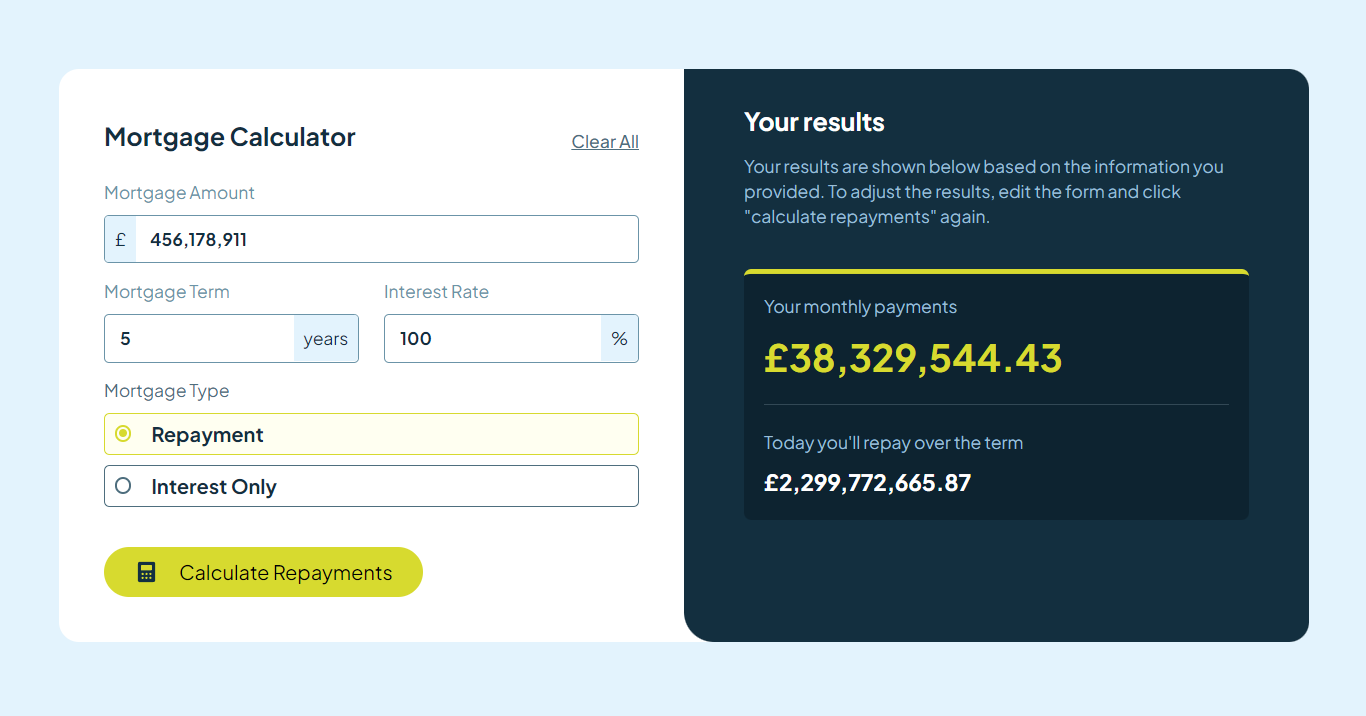 Mortgage Calculator
Clear All
Mortgage Amount
£ 456,178,911
Mortgage Term
Interest Rate
5 years
100 %
Mortgage Type
Repayment
Interest Only
Calculate Repayments
Your results
Your results are shown below based on the information you
provided. To adjust the results, edit the form and click
"calculate repayments" again.
Your monthly payments
£38,329,544.43
Today you'll repay over the term
£2,299,772,665.87